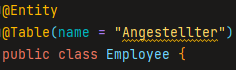 @Entity
@Table(name = "Angestellter")
public class Employee {